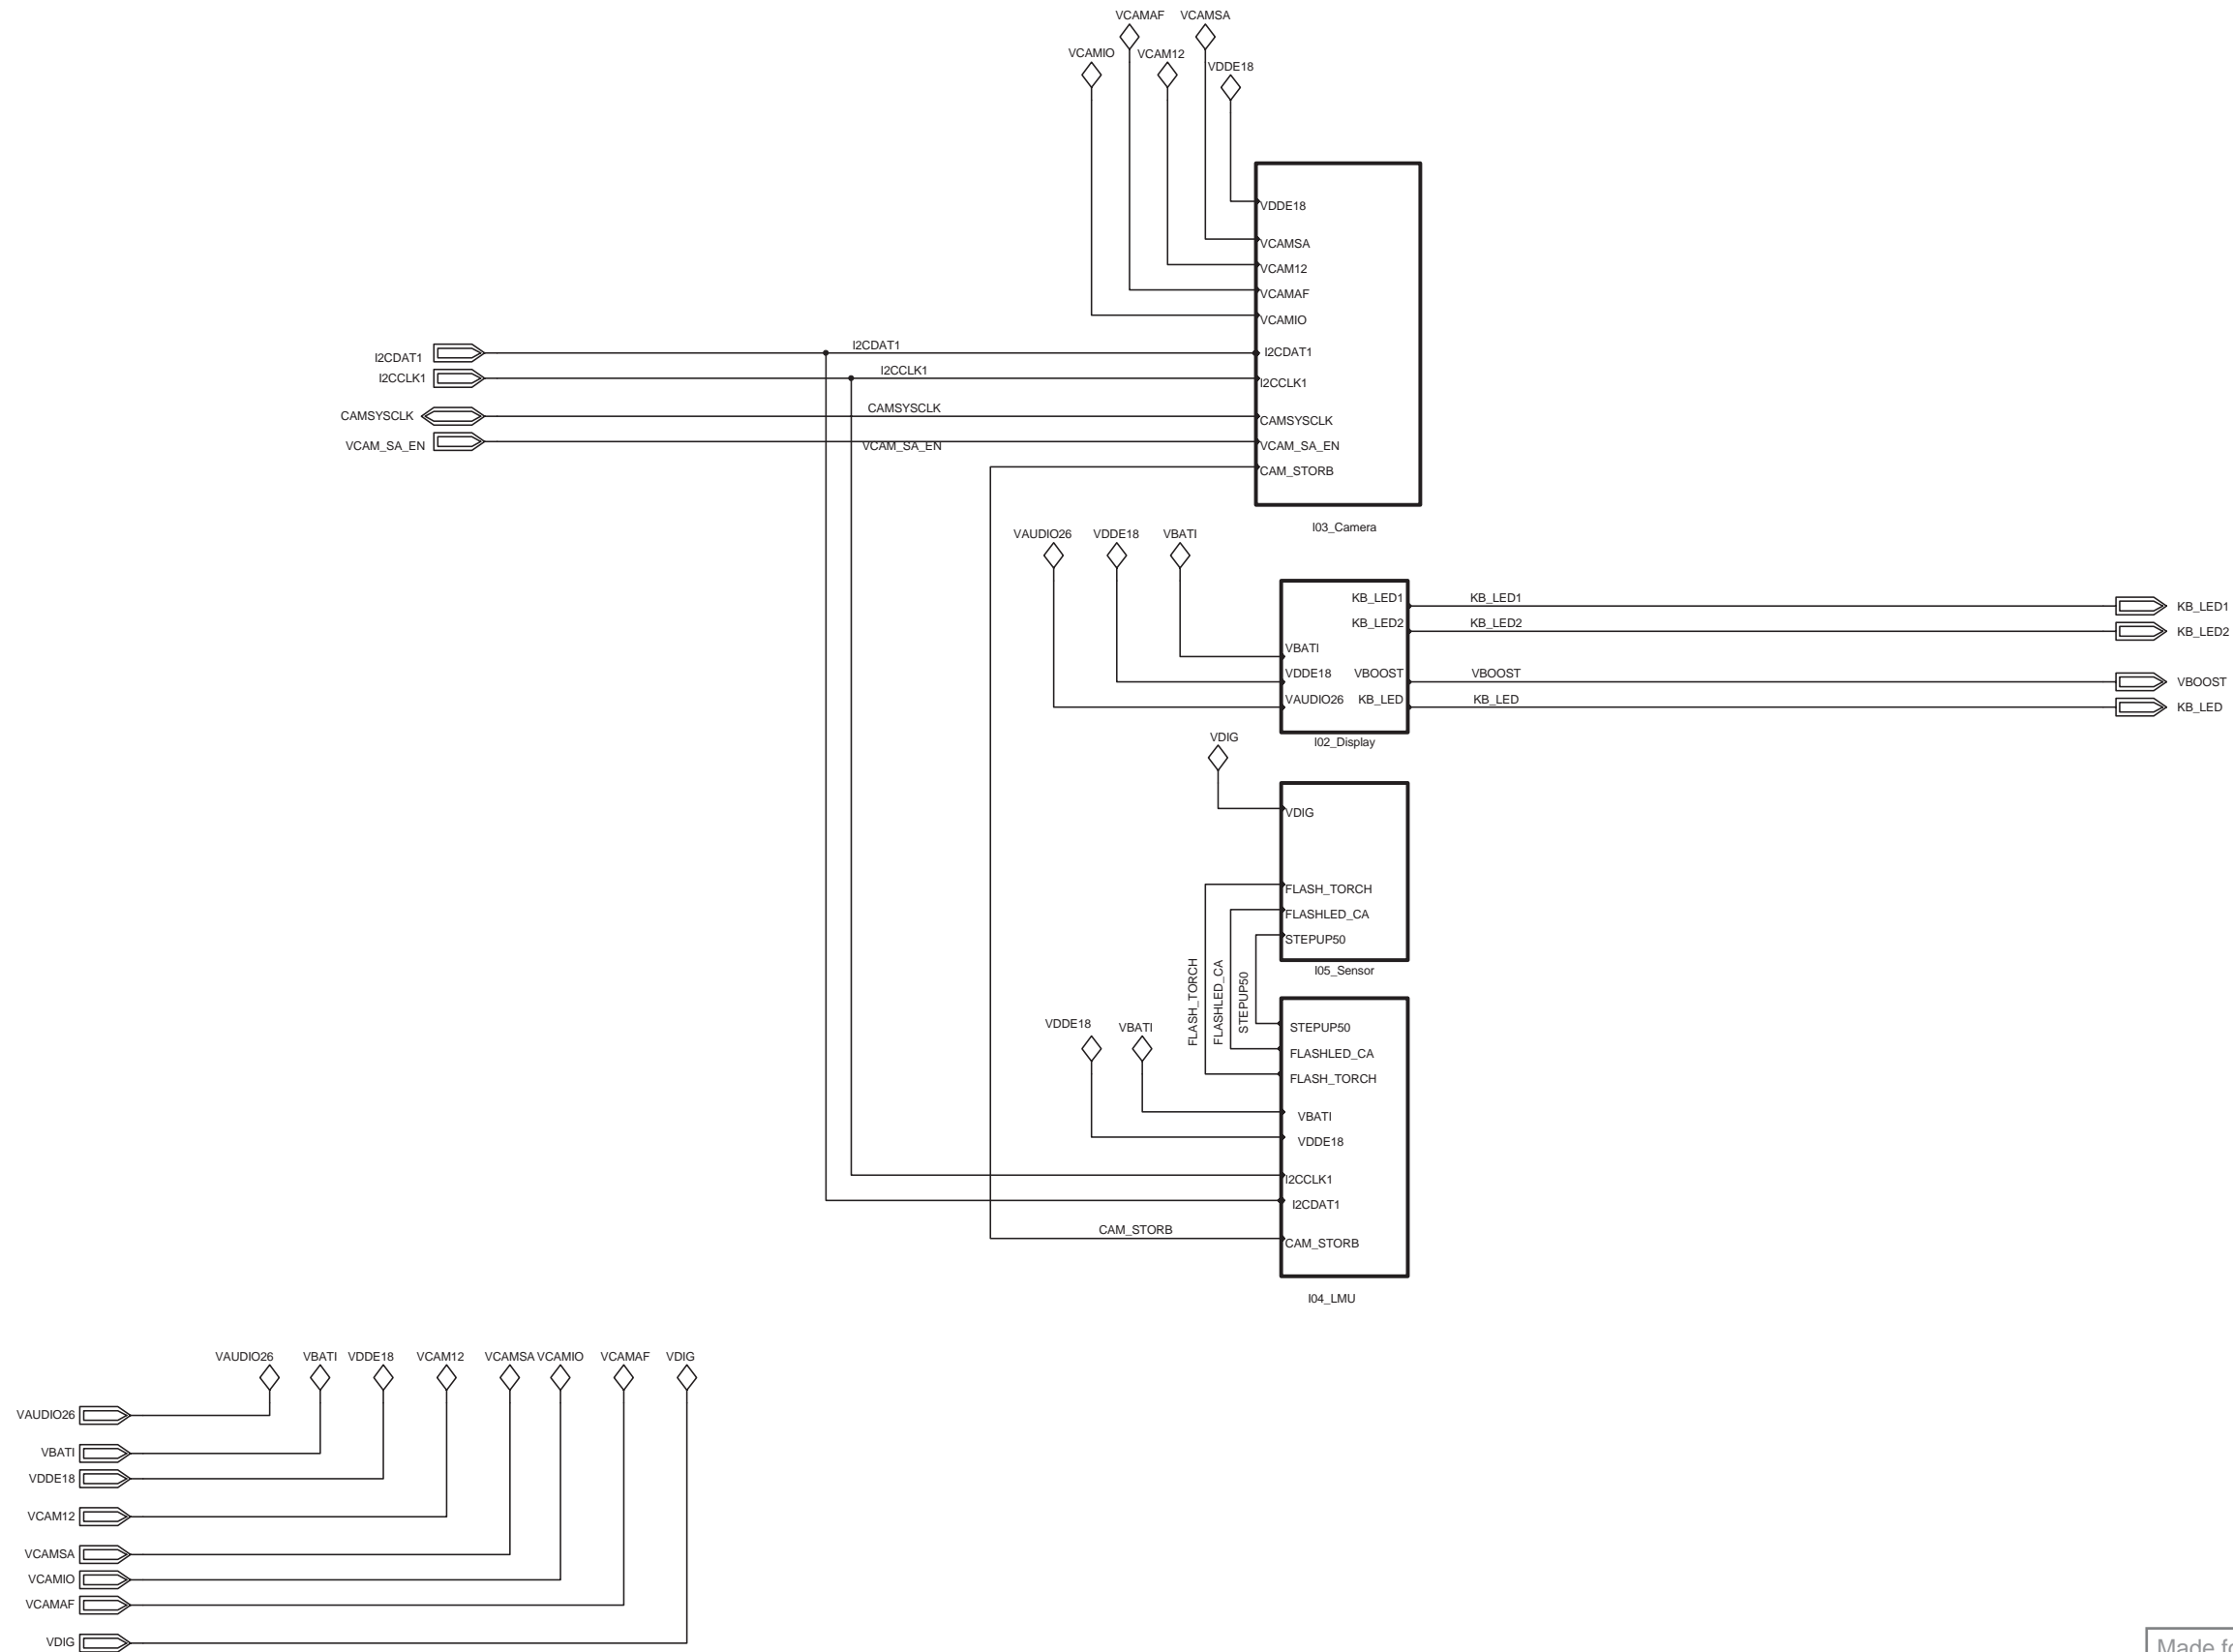 VCAMAF VCAMSA
VCAMIO VCAM12
VDDE18
VDDE18
VCAMSA
VCAM12
VCAMAF
VCAMIO
I2CDAT1 I2CDAT1 I2CDAT1
I2CCLK1 I2CCLK1 I2CCLK1
CAMSYSCLK CAMSYSCLK CAMSYSCLK
VCAM_SA_EN VCAM_SA_EN VCAM_SA_EN
CAM_STORB
I03_Camera
VAUDIO26 VDDE18 VBATI
KB_LED1 KB_LED1 KB_LED1
KB_LED2 KB_LED2 KB_LED2
VBATI
VDDE18 VBOOST VBOOST VBOOST
VAUDIO26 KB_LED KB_LED KB_LED
I02_Display
VDIG
VDIG
FLASH_TORCH
FLASHLED_CA
STEPUP50
I05_Sensor
FLASH_TORCH
FLASHLED_CA
STEPUP50
VDDE18 VBATI
STEPUP50
FLASHLED_CA
FLASH_TORCH
VBATI
VDDE18
I2CCLK1
I2CDAT1
CAM_STORB CAM_STORB
I04_LMU
VAUDIO26 VBATI VDDE18 VCAM12 VCAMSA VCAMIO VCAMAF VDIG
VAUDIO26
VBATI
VDDE18
VCAM12
VCAMSA
VCAMIO
VCAMAF
VDIG
Made